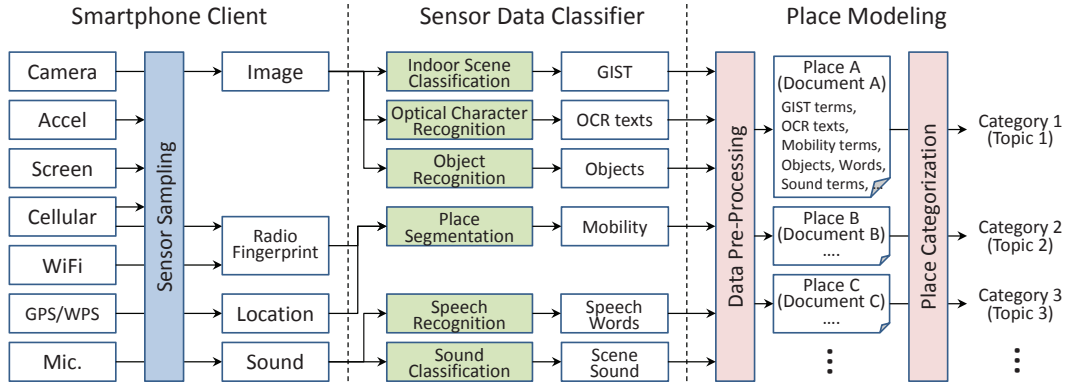 Smartphone Client
Sensor Data Classifier
Place Modeling
Camera
Accel
Screen
Cellular
WiFi
GPS/WPS
Mic.
Sensor Sampling
Image
Radio
Fingerprint
Location
Sound
Indoor Scene
Classification
Optical Character
Recognition
Object
Recognition
Place
Segmentation
Speech
Recognition
Sound
Classification
GIST
OCR texts
Objects
Mobility
Speech
Words
Scene
Sound
Data Pre-Processing
Place A
(Document A)
GIST terms,
OCR texts,
Mobility terms,
Objects, Words,
Sound terms, ...
Place B
(Document B)
....
Place C
(Document C)
....
Place Categorization
Category 1
(Topic 1)
Category 2
(Topic 2)
Category 3
(Topic 3)